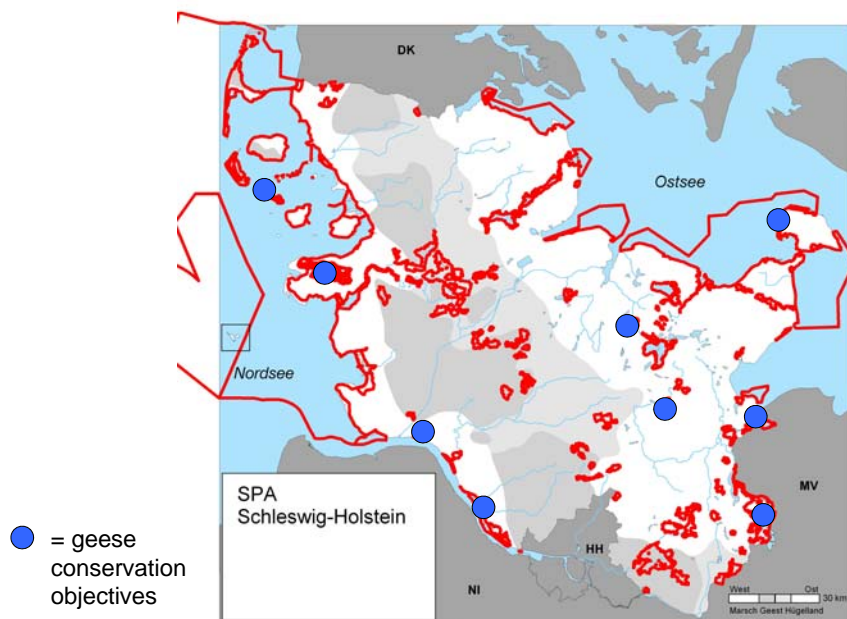 DK
Ostsee
Nordsee
SPA
Schleswig-Holstein
MV
HH
NI
West Ost
30 km
Marsch Geest Hügelland
= geese
conservation
objectives